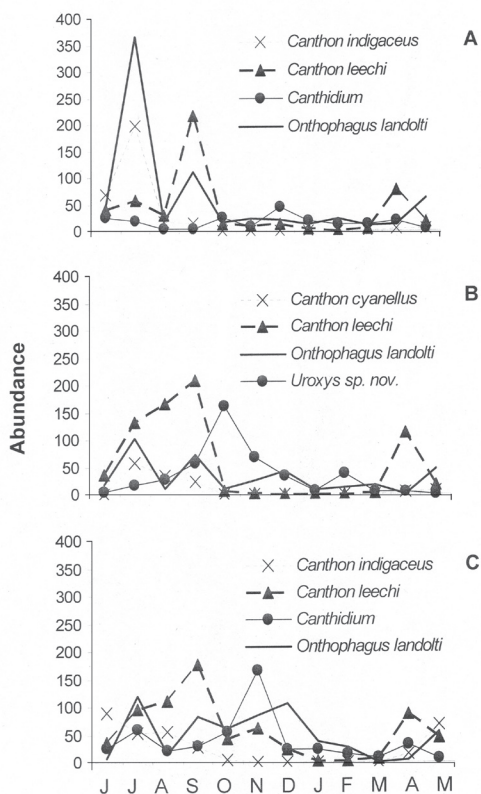 A
400
350
300
250
200
150
100
50
0
Canthon indigaceus
Canthon leechi
Canthidium
Onthophagus landolti
B
400
350
300
250
200
150
100
50
0
Canthon cyanellus
Canthon leechi
Onthophagus landolti
Uroxys sp. nov.
Abundance
C
400
350
300
250
200
150
100
50
0
Canthon indigaceus
Canthon leechi
Canthidium
Onthophagus landolti
J J A S O N D J F M A M